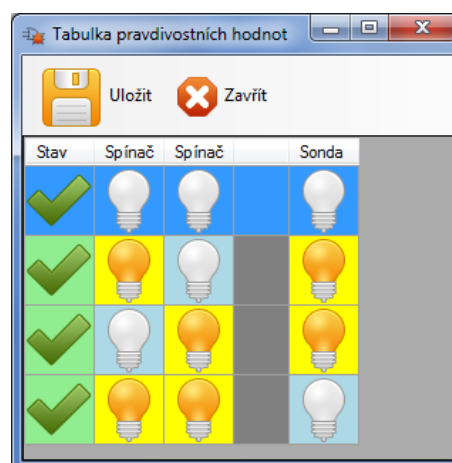 Tabulka pravdivostních hodnot
Uložit Zavřít
Stav Spínač Spínač Sonda